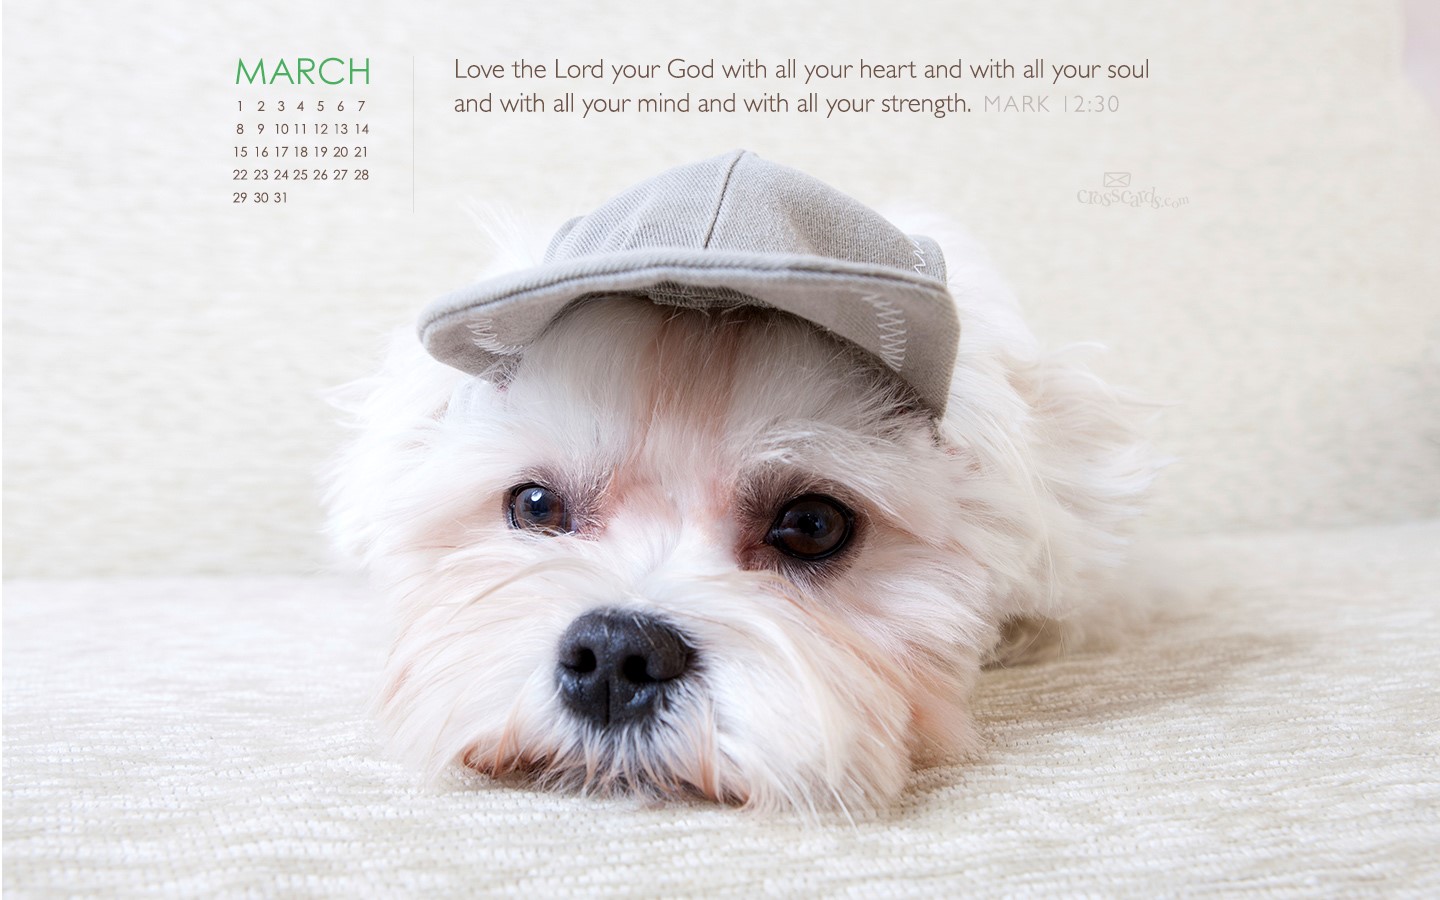 MARCH
1 2 3 4 5 6 7
8 9 10 11 12 13 14
15 16 17 18 19 20 21
22 23 24 25 26 27 28
29 30 31
Love the Lord your God with all your heart and with all your soul
and with all your mind and with all your strength. MARK 12:30
crosscards.com